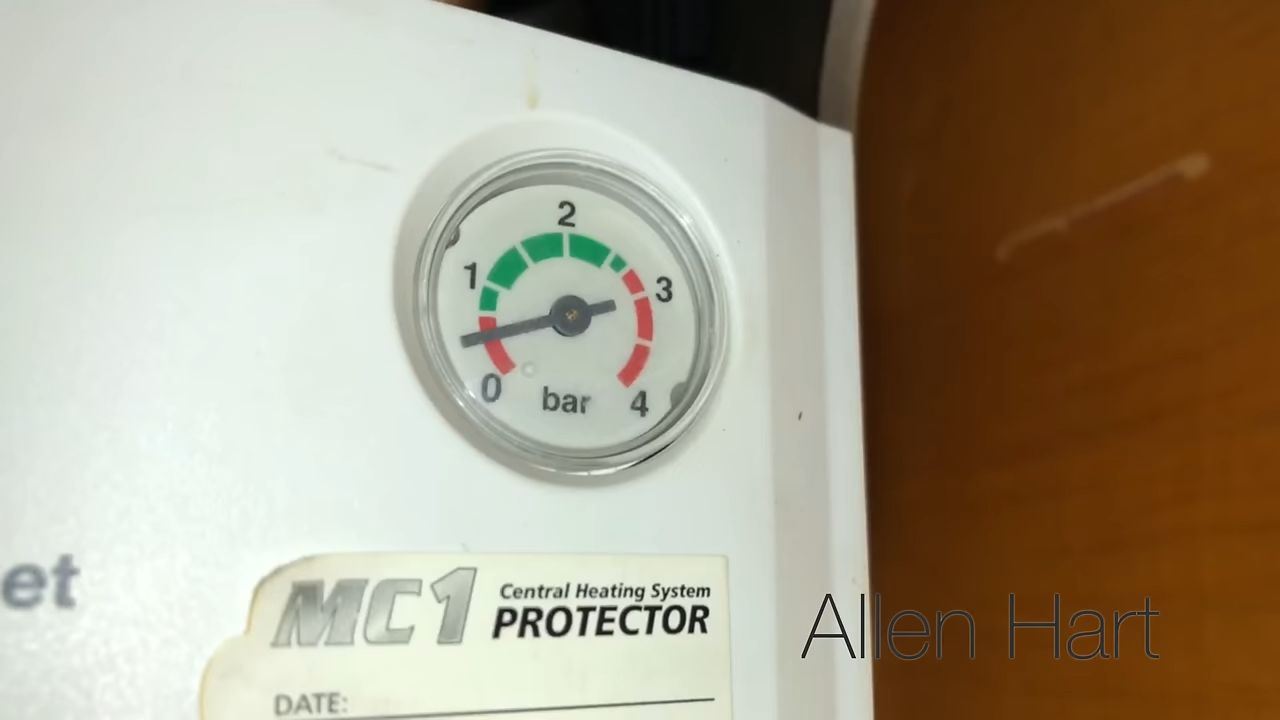 2
1
3
0
bar
4
et
MC1
Central Heating System
PROTECTOR
Allen Hart
DATE: